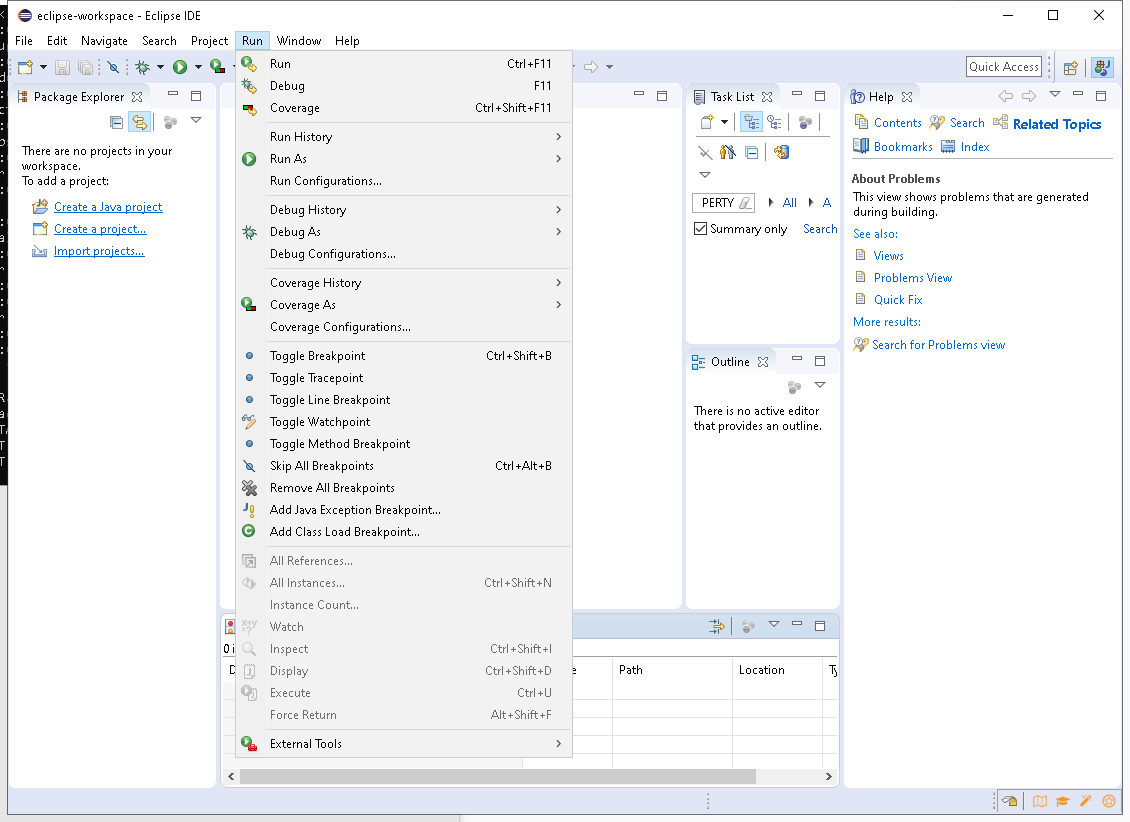 eclipse-workspace - Eclipse IDE
File Edit Navigate Search Project Run Window Help
Quick Access
Package Explorer
There are no projects in your
workspace.
To add a project:
Create a Java project
Create a project...
Import projects...
Run Ctrl+F11
Debug F11
Coverage Ctrl+Shift+F11
Run History
Run As
Run Configurations...
Debug History
Debug As
Debug Configurations...
Coverage History
Coverage As
Coverage Configurations...
Toggle Breakpoint Ctrl+Shift+B
Toggle Tracepoint
Toggle Line Breakpoint
Toggle Watchpoint
Toggle Method Breakpoint
Skip All Breakpoints Ctrl+Alt+B
Remove All Breakpoints
Add Java Exception Breakpoint...
Add Class Load Breakpoint...
All References...
All Instances... Ctrl+Shift+N
Instance Count...
Watch
Inspect Ctrl+Shift+I
Display Ctrl+Shift+D
Execute Ctrl+U
Force Return Alt+Shift+F
External Tools
0 i
D
e Path Location Ty
Task List
PERTY All A
Summary only Search
Outline
There is no active editor
that provides an outline.
Help
Contents Search Related Topics
Bookmarks Index
About Problems
This view shows problems that are generated
during building.
See also:
Views
Problems View
Quick Fix
More results:
Search for Problems view